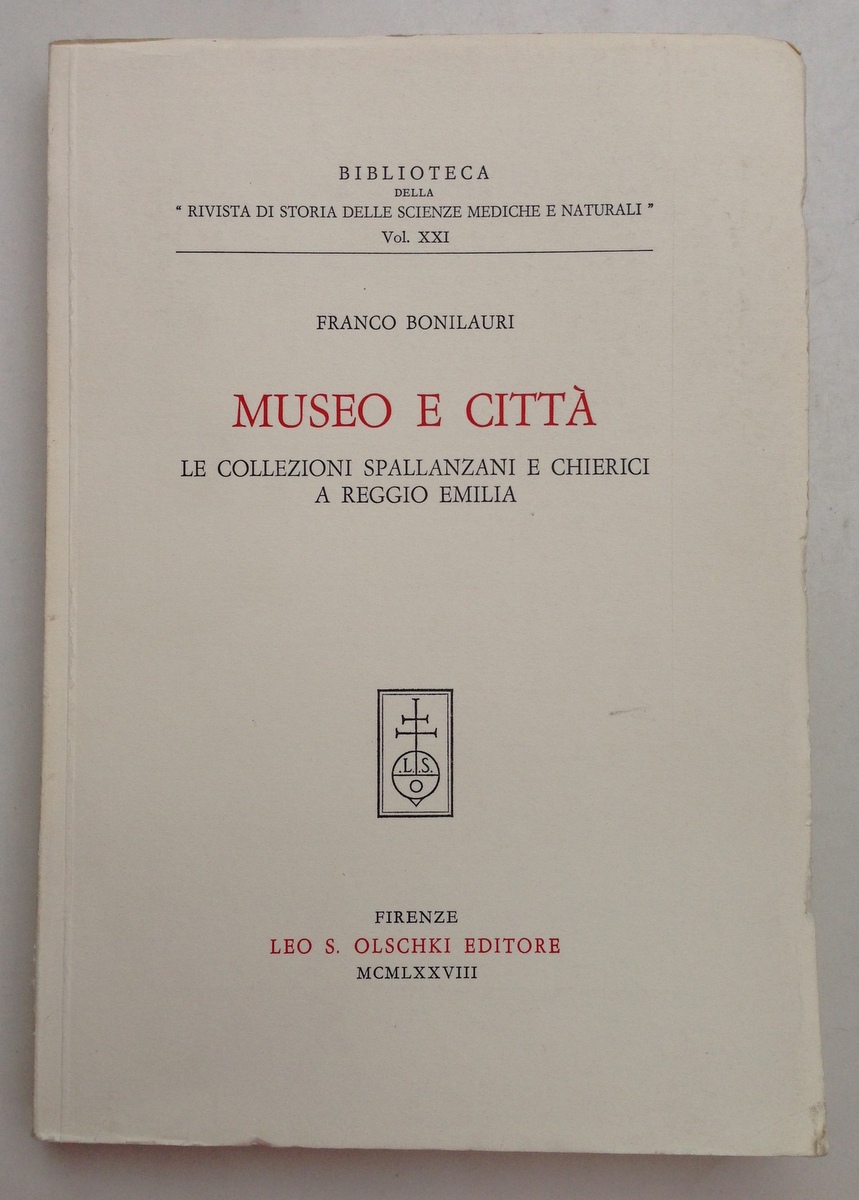 BIBLIOTECA
DELLA
“ RIVISTA DI STORIA DELLE SCIENZE MEDICHE E NATURALI ”
Vol. XXI
FRANCO BONILAURI
MUSEO E CITTÀ
LE COLLEZIONI SPALLANZANI E CHIERICI
A REGGIO EMILIA
.L.S.
O
FIRENZE
LEO S. OLSCHKI EDITORE
MCMLXXVIII